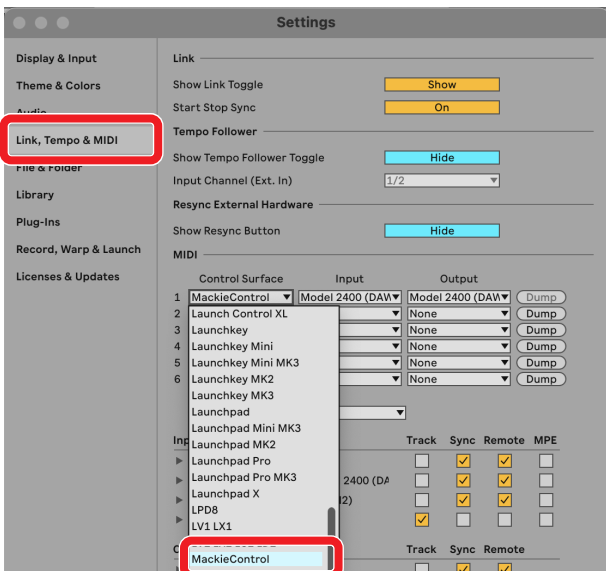 Settings
Display & Input
Theme & Colors
Audio
Link, Tempo & MIDI
File & Folder
Library
Plug-Ins
Record, Warp & Launch
Licenses & Updates
Link
Show Link Toggle Show
Start Stop Sync On
Tempo Follower
Show Tempo Follower Toggle Hide
Input Channel (Ext. In) 1/2
Resync External Hardware
Show Resync Button Hide
MIDI
Control Surface Input Output
1 MackieControl Model 2400 (DAW Model 2400 (DAW Dump
2 Launch Control XL None Dump
3 Launchkey None Dump
4 Launchkey Mini None Dump
5 Launchkey Mini MK3 None Dump
6 Launchkey MK2 None Dump
Launchkey MK3
Launchpad
Launchpad Mini MK3
Inp Launchpad MK2 Track Sync Remote MPE
Launchpad Pro
Launchpad Pro MK3 2400 (DA
Launchpad X 2)
LPD8
LV1 LX1
Track Sync Remote
MackieControl